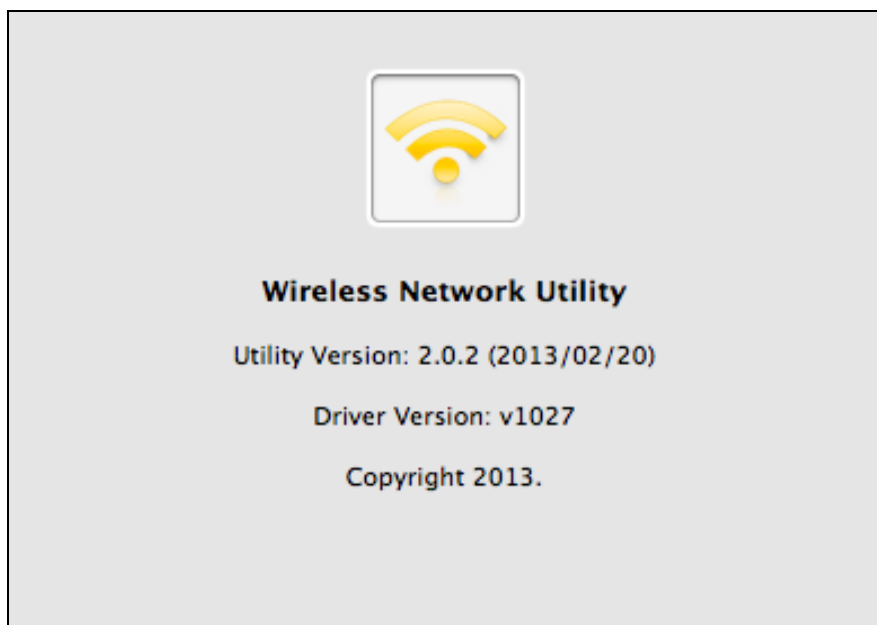 Wireless Network Utility
Utility Version: 2.0.2 (2013/02/20)
Driver Version: v1027
Copyright 2013.